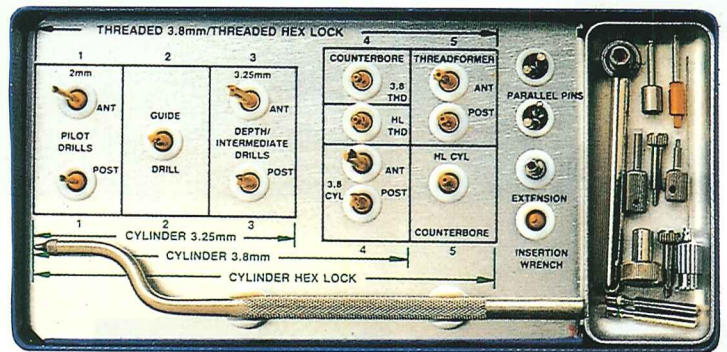 THREADED 3.8mm/THREADED HEX LOCK
1
2
3
4
5
2mm
ANT
PILOT
DRILLS
POST
GUIDE
DRILL
3.25mm
ANT
DEPTH/
INTERMEDIATE
DRILLS
POST
COUNTERBORE
3.8
THD
HL
THD
THREADFORMER
ANT
POST
3.8
CYL
ANT
POST
HL CYL
COUNTERBORE
PARALLEL PINS
EXTENSION
INSERTION
WRENCH
1
2
3
4
5
CYLINDER 3.25mm
CYLINDER 3.8mm
CYLINDER HEX LOCK